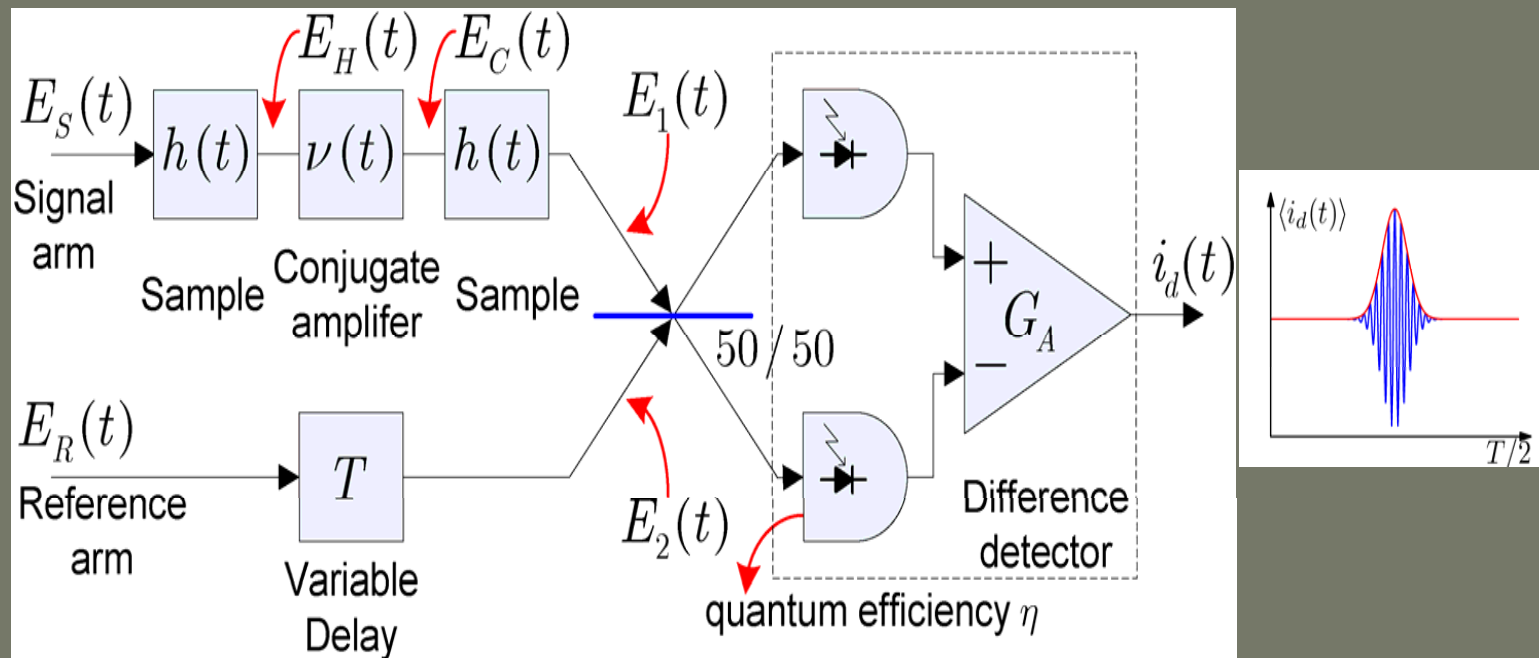 E_H(t) E_C(t)
E_S(t)
h(t) ν(t) h(t)
E_1(t)
Signal
arm
Sample
Conjugate
amplifer
Sample
50/50
+
G_A
−
i_d(t)
⟨i_d(t)⟩
T/2
E_R(t)
Reference
arm
T
Variable
Delay
E_2(t)
Difference
detector
quantum efficiency η